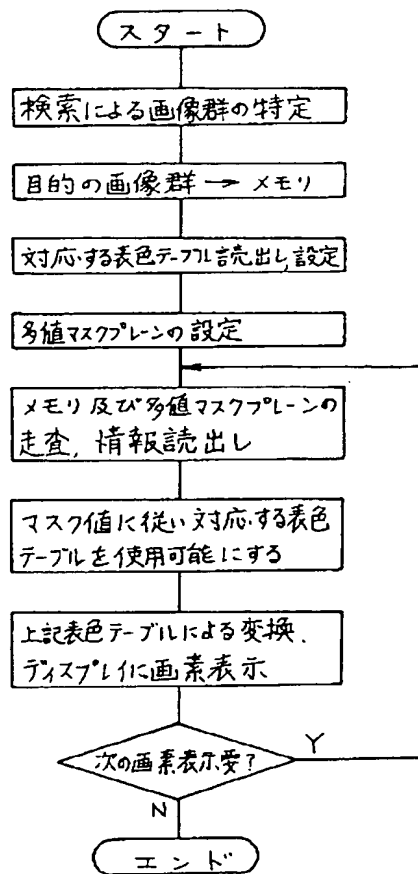 スタート
検索による画像群の特定
目的の画像群→メモリ
対応する表色テーブル読出し,設定
多値マスクプレーンの設定
メモリ及び多値マスクプレーンの
走査,情報読出し
マスク値に従い対応する表色
テーブルを使用可能にする
上記表色テーブルによる変換、
ディスプレイに画素表示
次の画素表示要?
Y
N
エンド